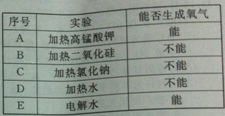 序号 实验 能否生成氧气
A 加热高锰酸钾 能
B 加热二氧化硅 不能
C 加热氯化钠 不能
D 加热水 不能
E 电解水 能